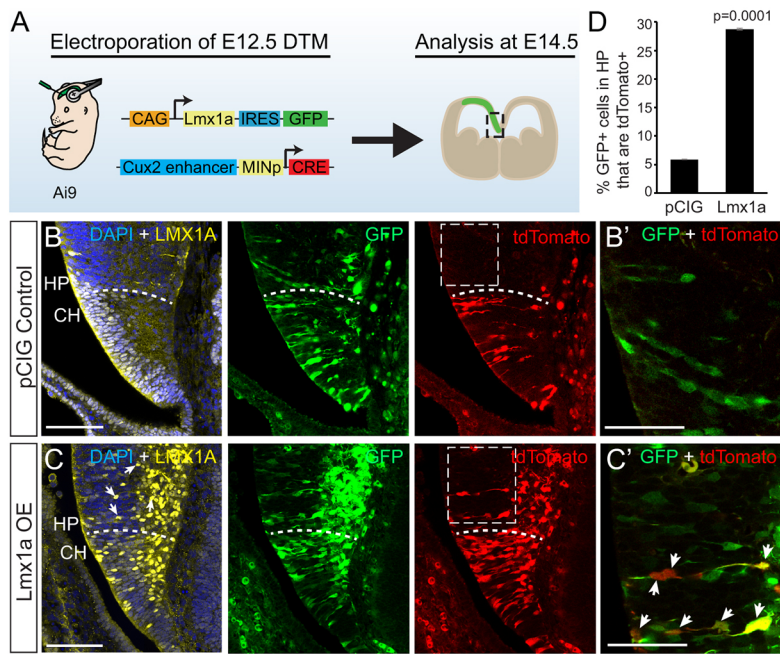 A
Electroporation of E12.5 DTM
Analysis at E14.5
CAG Lmx1a IRES GFP
Cux2 enhancer MINp CRE
Ai9
D
p=0.0001
% GFP+ cells in HP
that are tdTomato+
30
25
20
15
10
5
0
pCIG Lmx1a
pCIG Control
B DAPI + LMX1A
HP
CH
GFP
tdTomato
B’ GFP + tdTomato
Lmx1a OE
C DAPI + LMX1A
HP
CH
GFP
tdTomato
C’ GFP + tdTomato